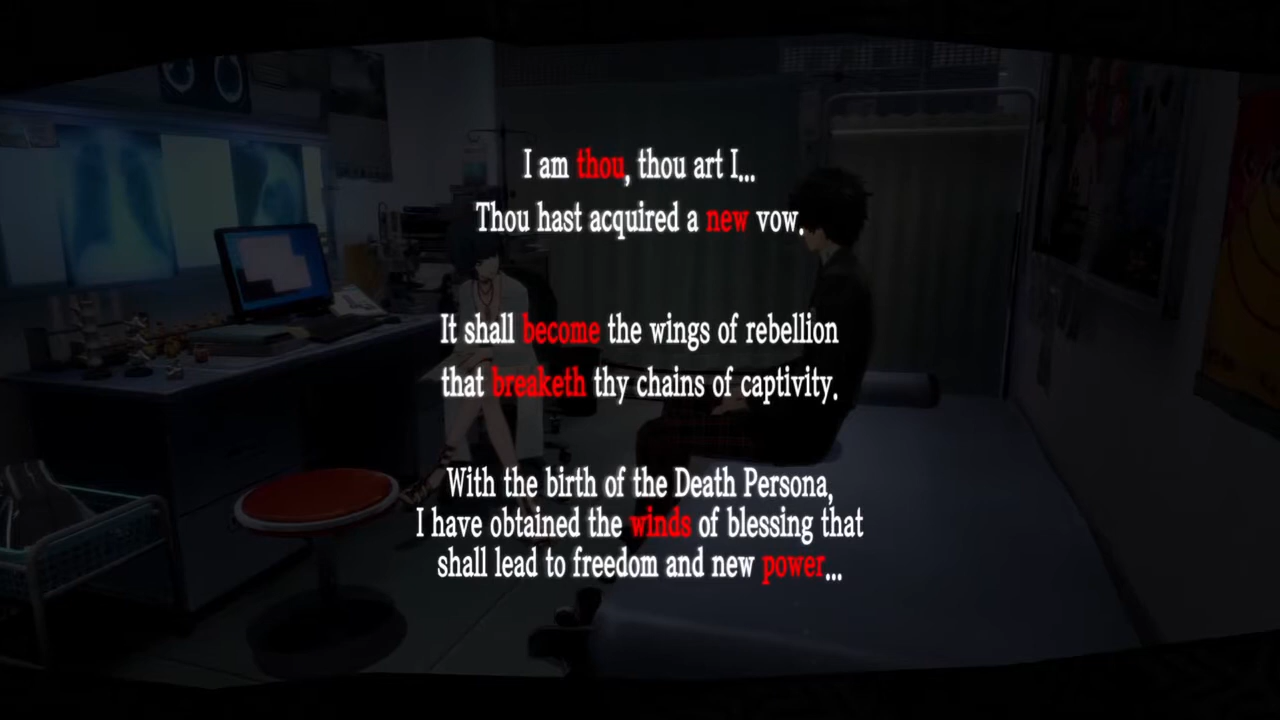 I am thou, thou art I...
Thou hast acquired a new vow.
It shall become the wings of rebellion
that breaketh thy chains of captivity.
With the birth of the Death Persona,
I have obtained the winds of blessing that
shall lead to freedom and new power...